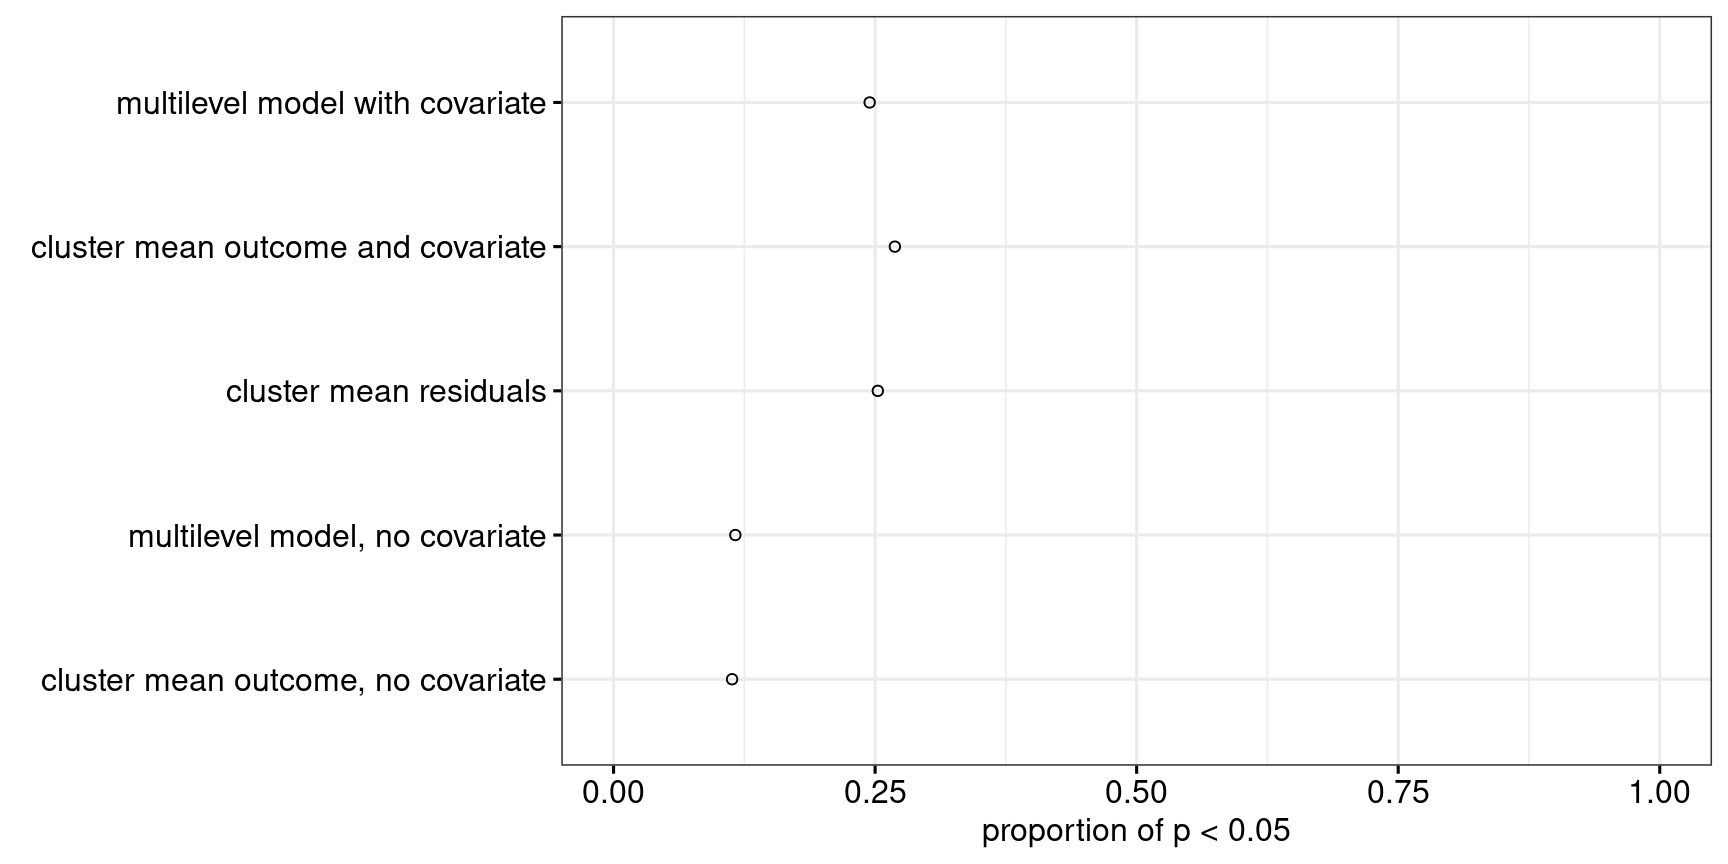 multilevel model with covariate
cluster mean outcome and covariate
cluster mean residuals
multilevel model, no covariate
cluster mean outcome, no covariate
0.00 0.25 0.50 0.75 1.00
proportion of p < 0.05